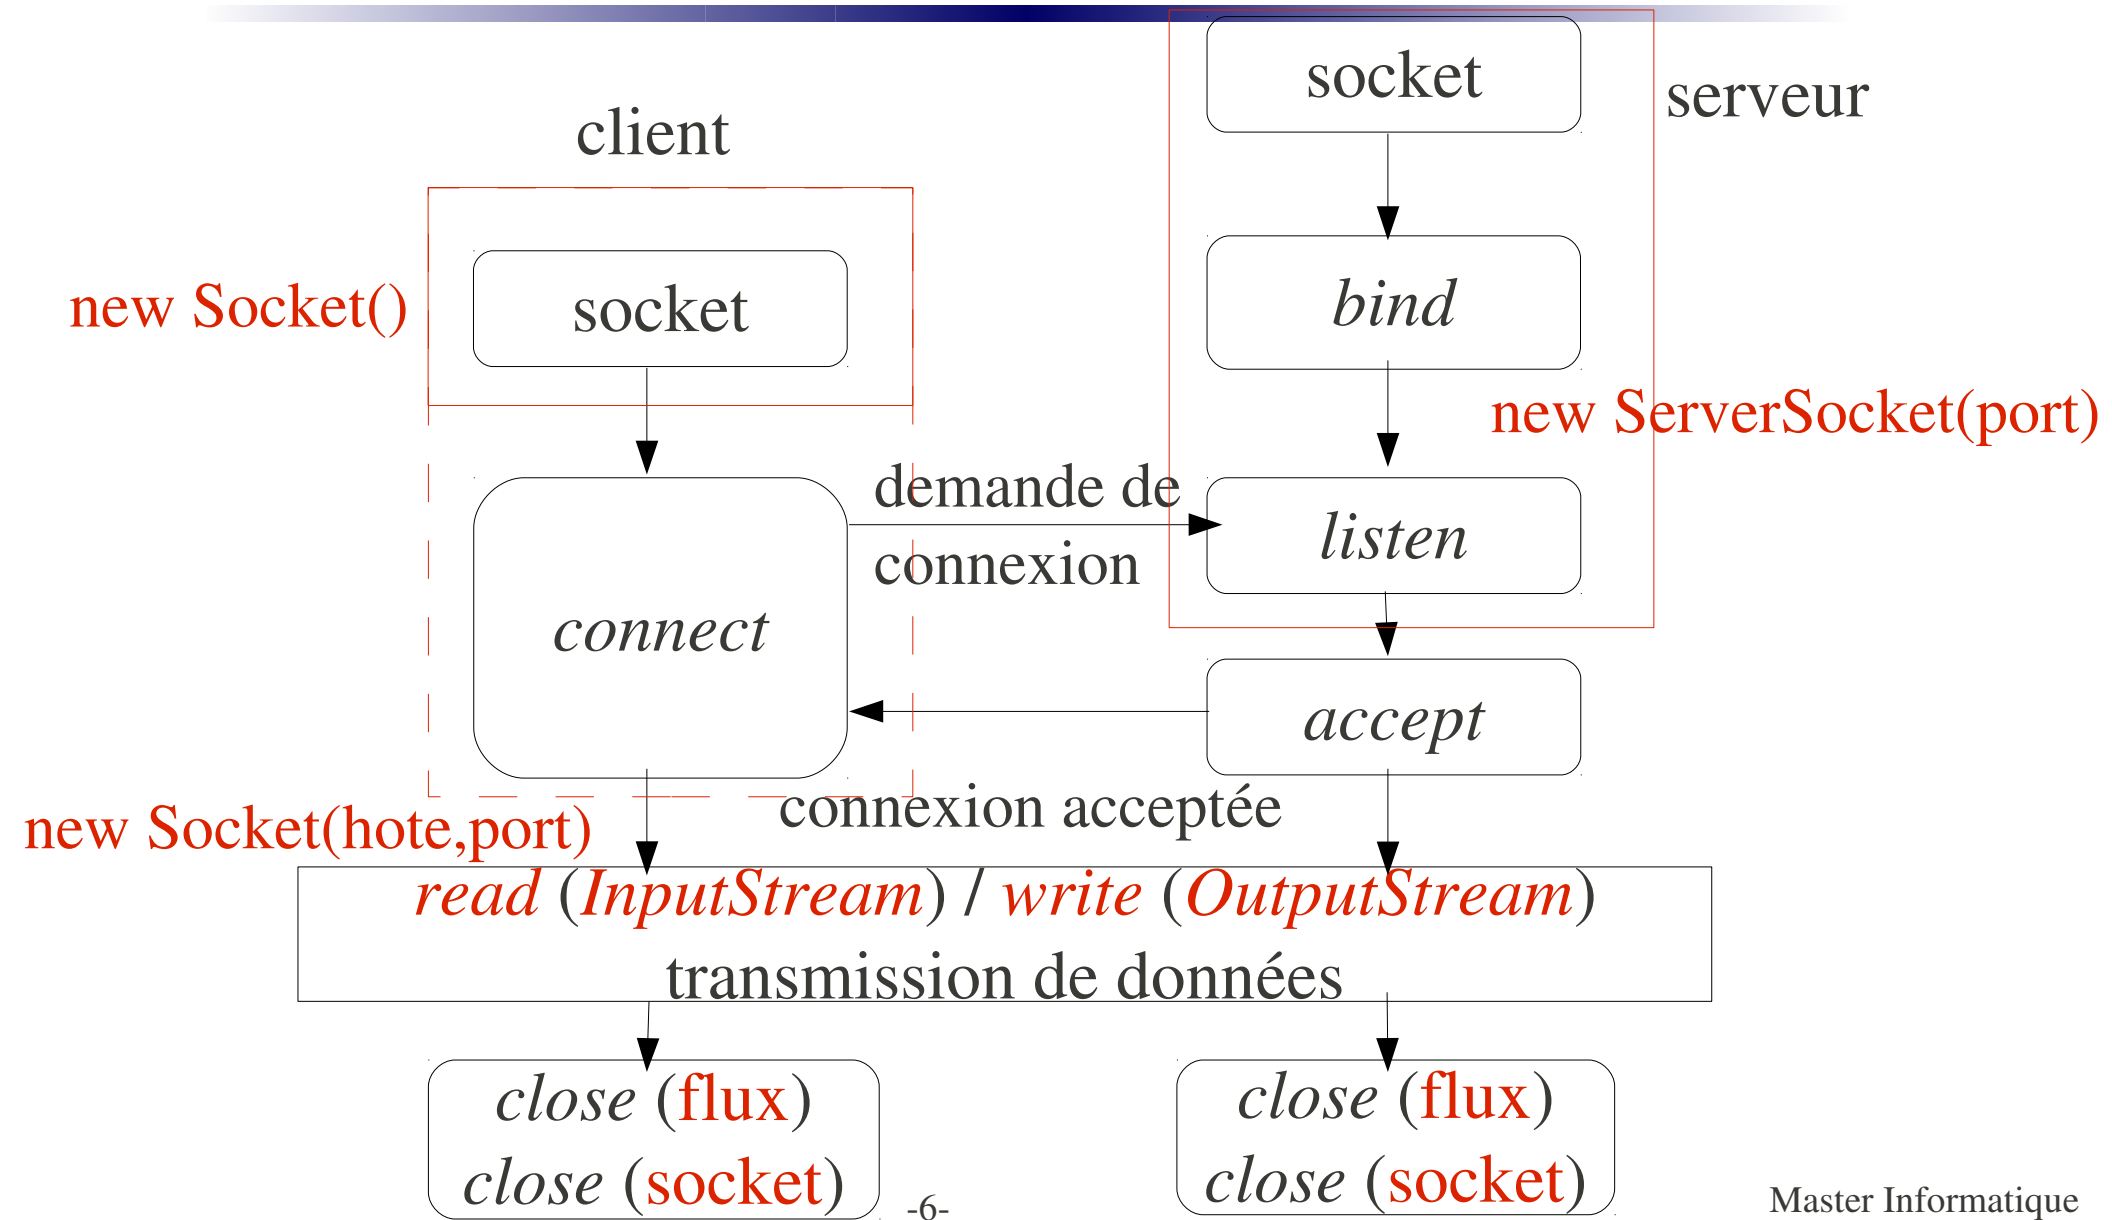 socket
serveur
client
new Socket()
socket
bind
new ServerSocket(port)
demande de
connexion
listen
connect
accept
connexion acceptée
new Socket(hote,port)
read (InputStream) / write (OutputStream)
transmission de données
close (flux)
close (socket)
close (flux)
close (socket)
-6-
Master Informatique